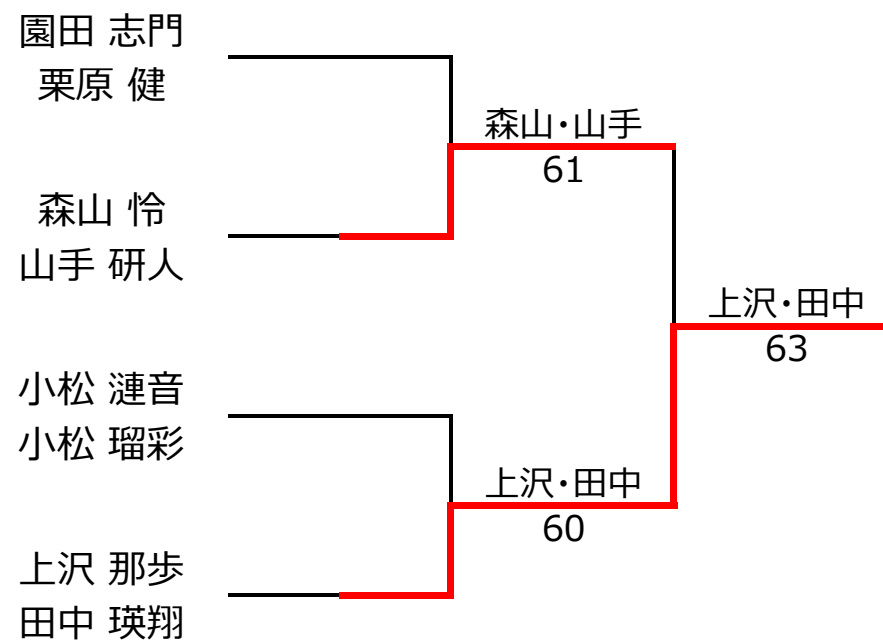 園田 志門
栗原 健
森山・山手
61
森山 怜
山手 研人
上沢・田中
63
小松 漣音
小松 瑠彩
上沢・田中
60
上沢 那歩
田中 瑛翔